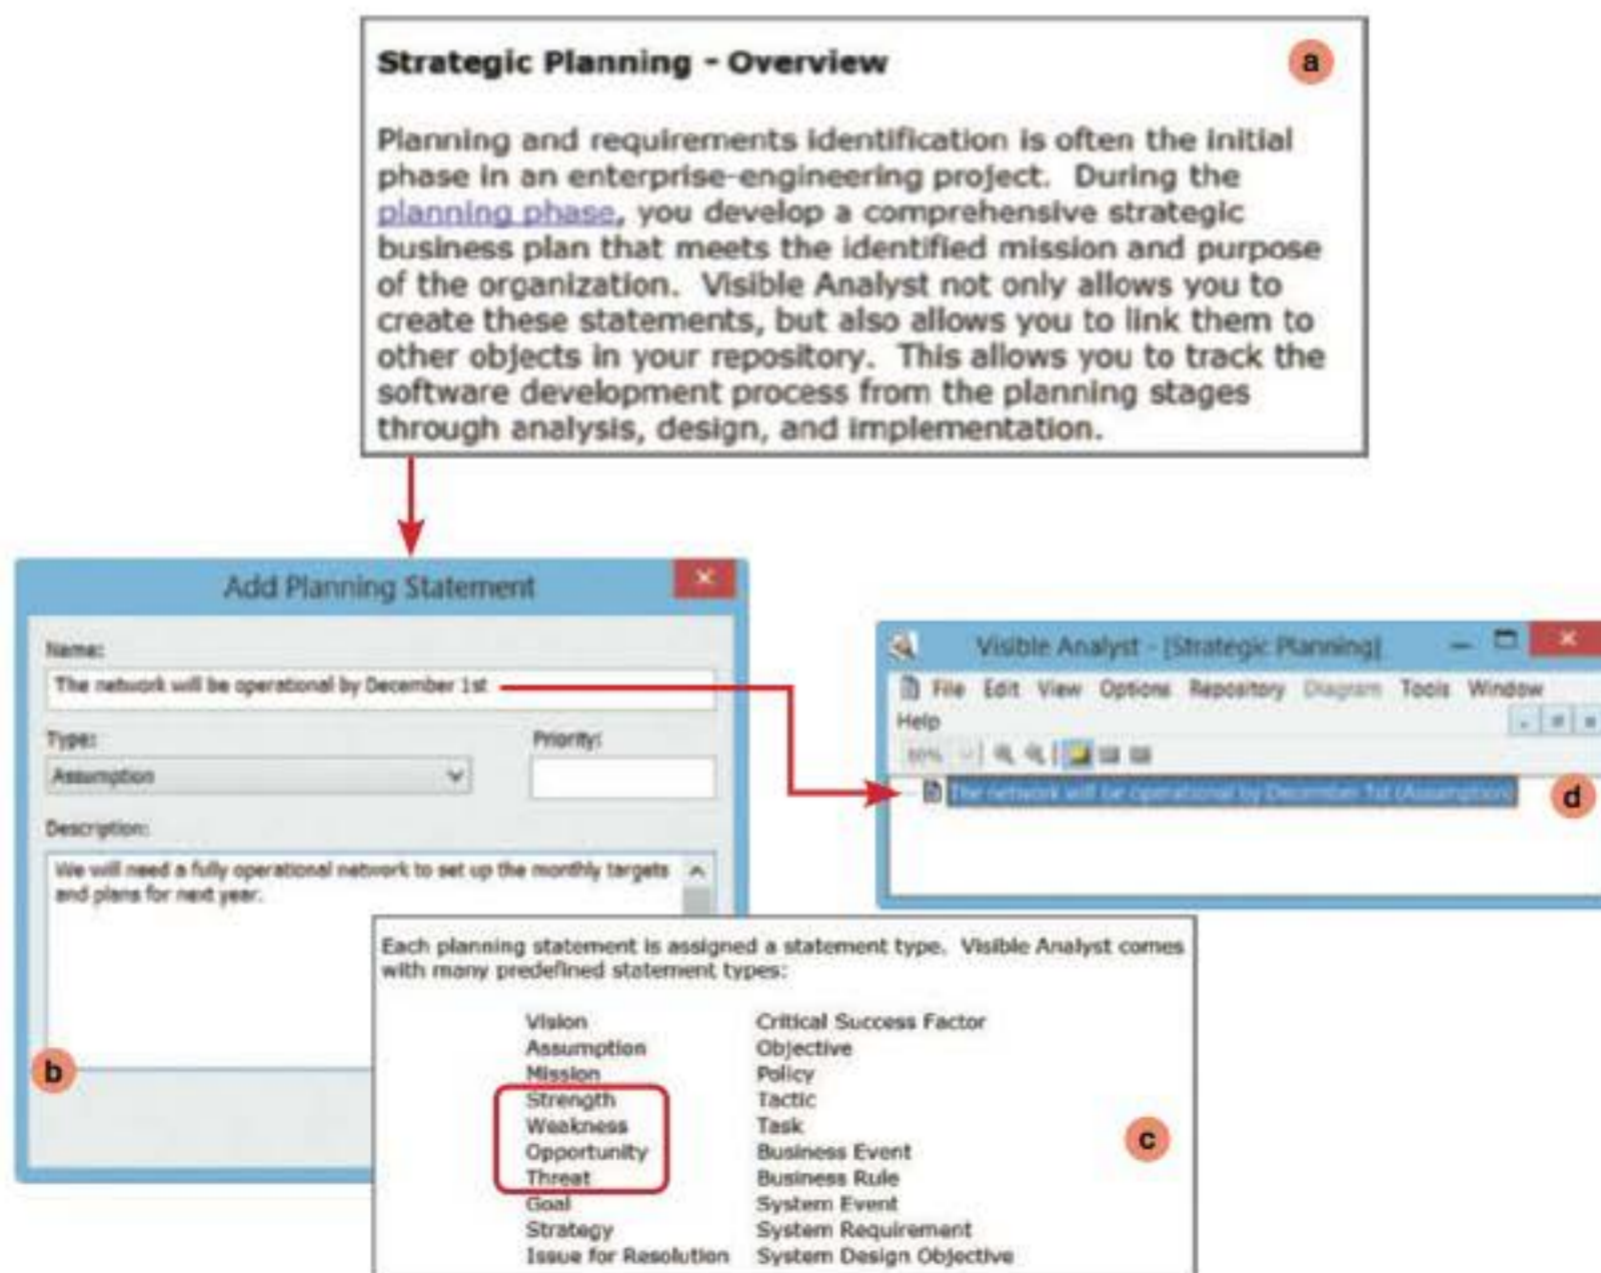 Strategic Planning - Overview
a
Planning and requirements identification is often the initial
phase in an enterprise-engineering project. During the
planning phase, you develop a comprehensive strategic
business plan that meets the identified mission and purpose
of the organization. Visible Analyst not only allows you to
create these statements, but also allows you to link them to
other objects in your repository. This allows you to track the
software development process from the planning stages
through analysis, design, and implementation.
Add Planning Statement
Name:
The network will be operational by December 1st
Type:
Priority:
Assumption
Description:
We will need a fully operational network to set up the monthly targets
and plans for next year.
b
Visible Analyst - [Strategic Planning]
File Edit View Options Repository Diagram Tools Window
Help
The network will be operational by December 1st (Assumption)
d
Each planning statement is assigned a statement type. Visible Analyst comes
with many predefined statement types:
Vision Critical Success Factor
Assumption Objective
Mission Policy
Strength Tactic
Weakness Task
Opportunity Business Event
Threat Business Rule
Goal System Event
Strategy System Requirement
Issue for Resolution System Design Objective
c